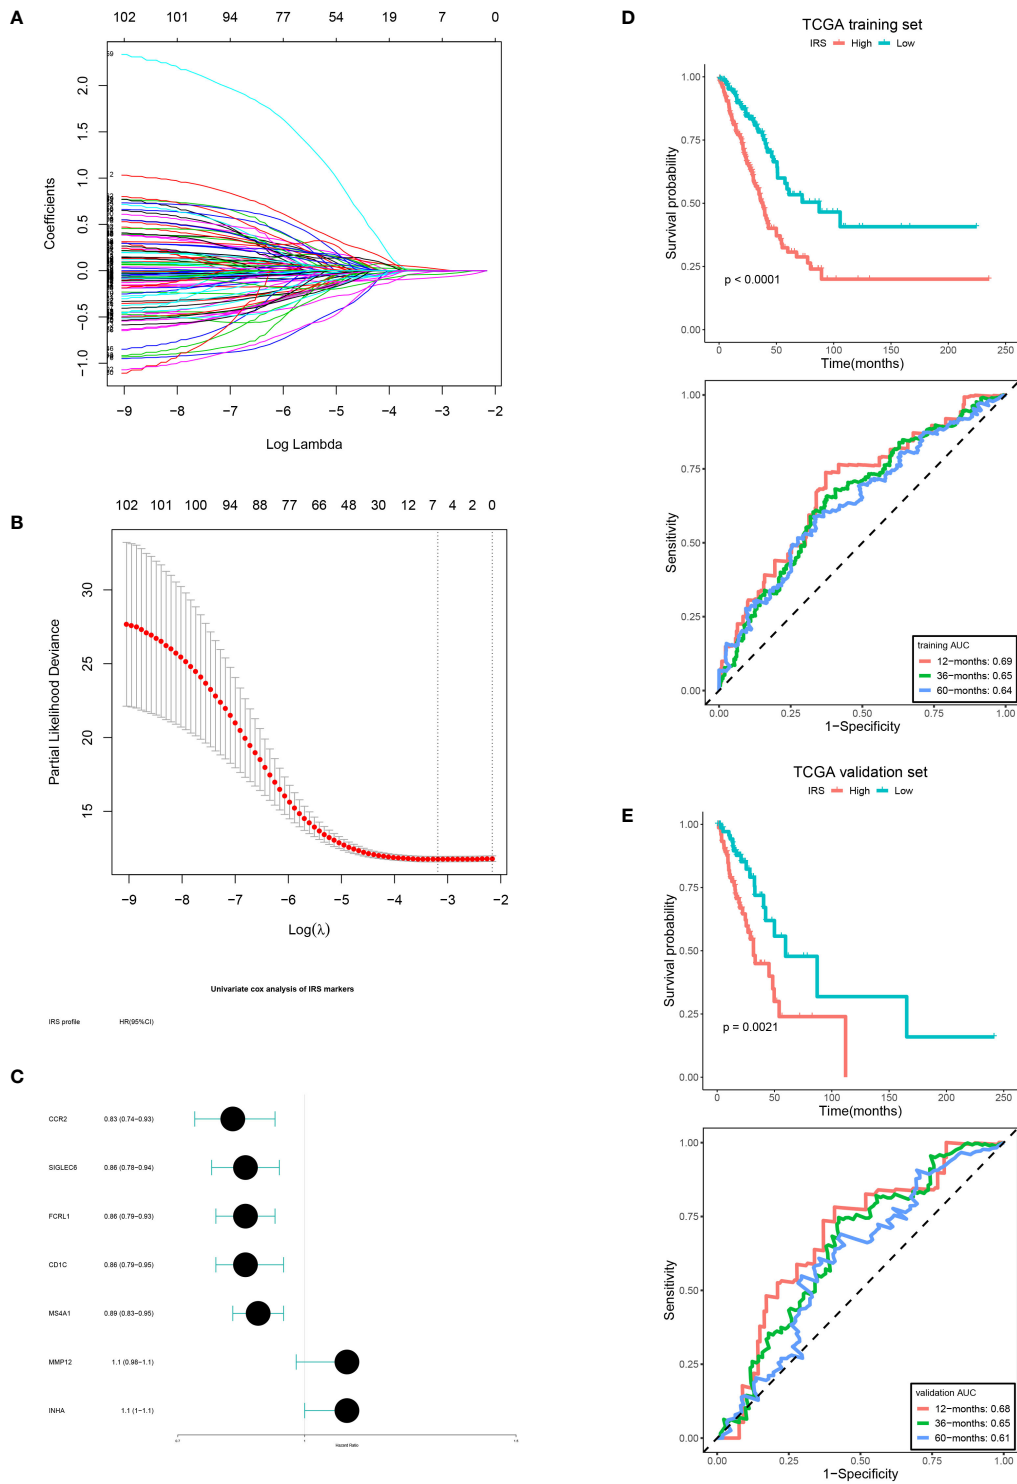 A
102 101 94 77 54 19 7 0
Coefficients
2.0
1.5
1.0
0.5
0.0
−0.5
−1.0
−9 −8 −7 −6 −5 −4 −3 −2
Log Lambda
B
102 101 100 94 88 77 66 48 30 12 7 4 2 0
Partial Likelihood Deviance
30
25
20
15
−9 −8 −7 −6 −5 −4 −3 −2
Log(λ)
Univariate cox analysis of IRS markers
IRS profile HR(95%CI)
C
CCR2 0.83 (0.74−0.93)
SIGLEC6 0.86 (0.78−0.94)
FCRL1 0.86 (0.79−0.93)
CD1C 0.86 (0.79−0.95)
MS4A1 0.89 (0.83−0.95)
MMP12 1.1 (0.98−1.1)
INHA 1.1 (1−1.1)
0.7 1
Hazard Ratio
D
TCGA training set
IRS High Low
Survival probability
1.00
0.75
0.50
0.25
0.00
p < 0.0001
0 50 100 150 200 250
Time(months)
Sensitivity
1.00
0.75
0.50
0.25
0.00
training AUC
12−months: 0.69
36−months: 0.65
60−months: 0.64
0.00 0.25 0.50 0.75 1.00
1−Specificity
E
TCGA validation set
IRS High Low
Survival probability
1.00
0.75
0.50
0.25
0.00
p = 0.0021
0 50 100 150 200 250
Time(months)
Sensitivity
1.00
0.75
0.50
0.25
0.00
validation AUC
12−months: 0.68
36−months: 0.65
60−months: 0.61
0.00 0.25 0.50 0.75 1.00
1−Specificity